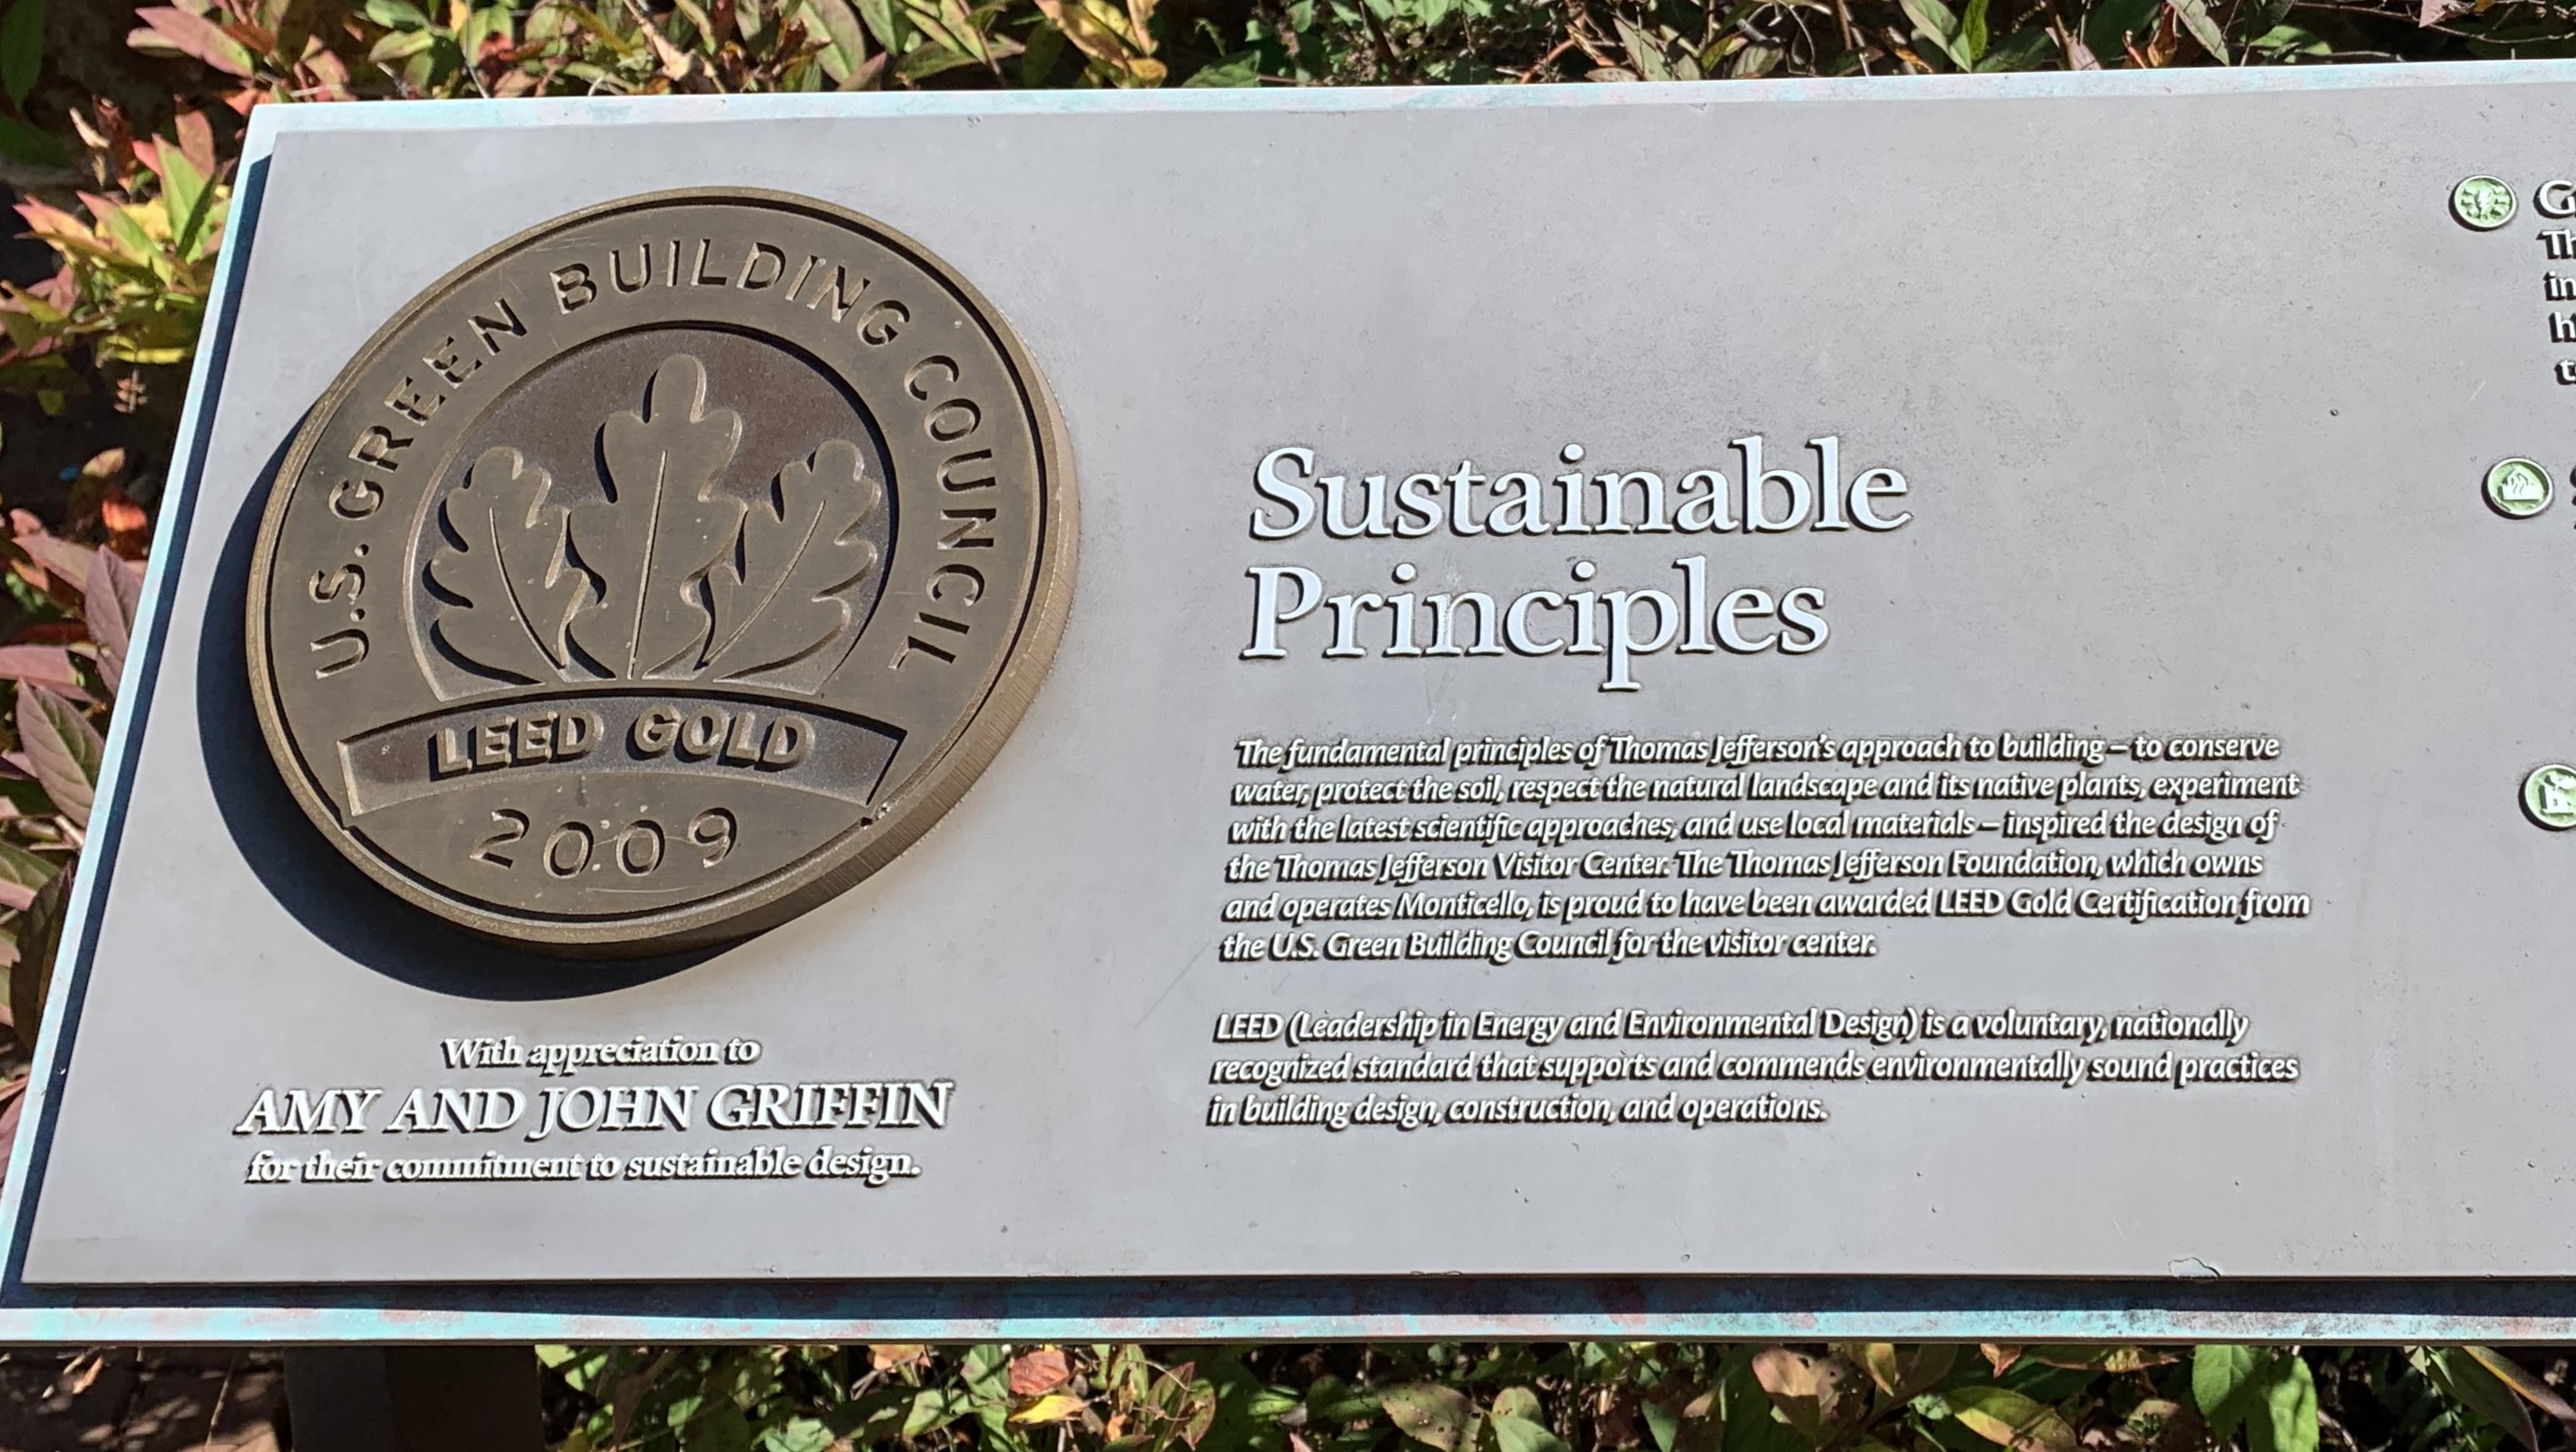 U.S. GREEN BUILDING COUNCIL
LEED GOLD
2009
With appreciation to
AMY AND JOHN GRIFFIN
for their commitment to sustainable design.
Sustainable
Principles
The fundamental principles of Thomas Jefferson's approach to building – to conserve
water, protect the soil, respect the natural landscape and its native plants, experiment
with the latest scientific approaches, and use local materials – inspired the design of
the Thomas Jefferson Visitor Center. The Thomas Jefferson Foundation, which owns
and operates Monticello, is proud to have been awarded LEED Gold Certification from
the U.S. Green Building Council for the visitor center.
LEED (Leadership in Energy and Environmental Design) is a voluntary, nationally
recognized standard that supports and commends environmentally sound practices
in building design, construction, and operations.